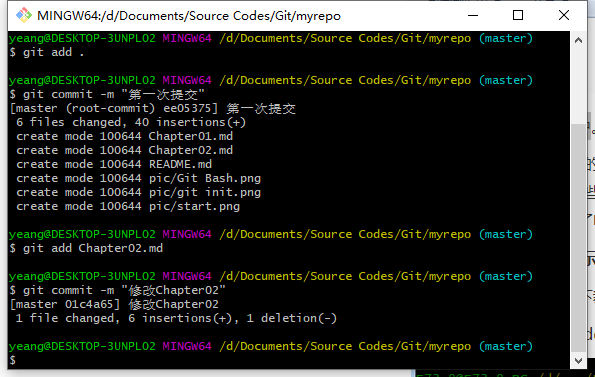 MINGW64:/d/Documents/Source Codes/Git/myrepo
yeang@DESKTOP-3UNPLO2 MINGW64 /d/Documents/Source Codes/Git/myrepo (master)
$ git add .
yeang@DESKTOP-3UNPLO2 MINGW64 /d/Documents/Source Codes/Git/myrepo (master)
$ git commit -m "第一次提交"
[master (root-commit) ee05375] 第一次提交
 6 files changed, 40 insertions(+)
 create mode 100644 Chapter01.md
 create mode 100644 Chapter02.md
 create mode 100644 README.md
 create mode 100644 pic/Git Bash.png
 create mode 100644 pic/git init.png
 create mode 100644 pic/start.png
yeang@DESKTOP-3UNPLO2 MINGW64 /d/Documents/Source Codes/Git/myrepo (master)
$ git add Chapter02.md
yeang@DESKTOP-3UNPLO2 MINGW64 /d/Documents/Source Codes/Git/myrepo (master)
$ git commit -m "修改Chapter02"
[master 01c4a65] 修改Chapter02
 1 file changed, 6 insertions(+), 1 deletion(-)
yeang@DESKTOP-3UNPLO2 MINGW64 /d/Documents/Source Codes/Git/myrepo (master)
$